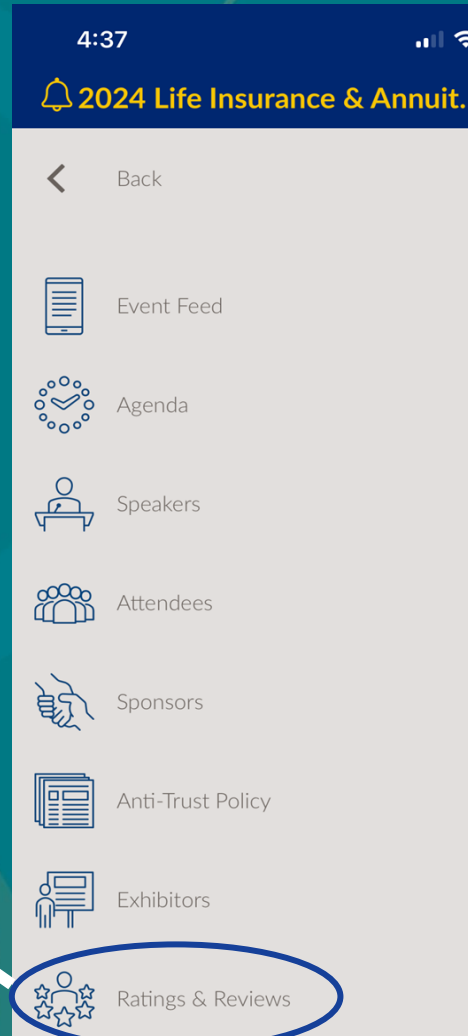 4:37
2024 Life Insurance & Annuit.
Back
Event Feed
Agenda
Speakers
Attendees
Sponsors
Anti-Trust Policy
Exhibitors
Ratings & Reviews